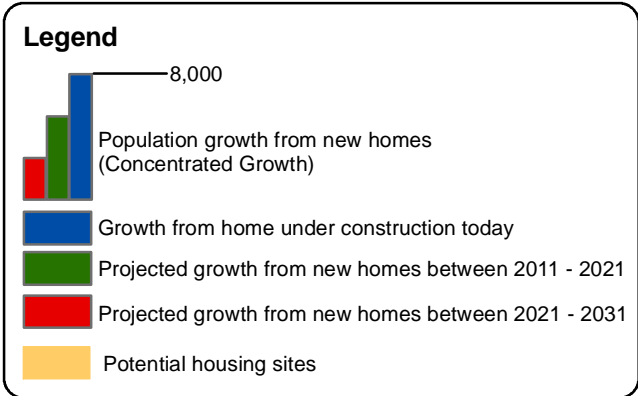 Legend
8,000
Population growth from new homes
(Concentrated Growth)
Growth from home under construction today
Projected growth from new homes between 2011 - 2021
Projected growth from new homes between 2021 - 2031
Potential housing sites